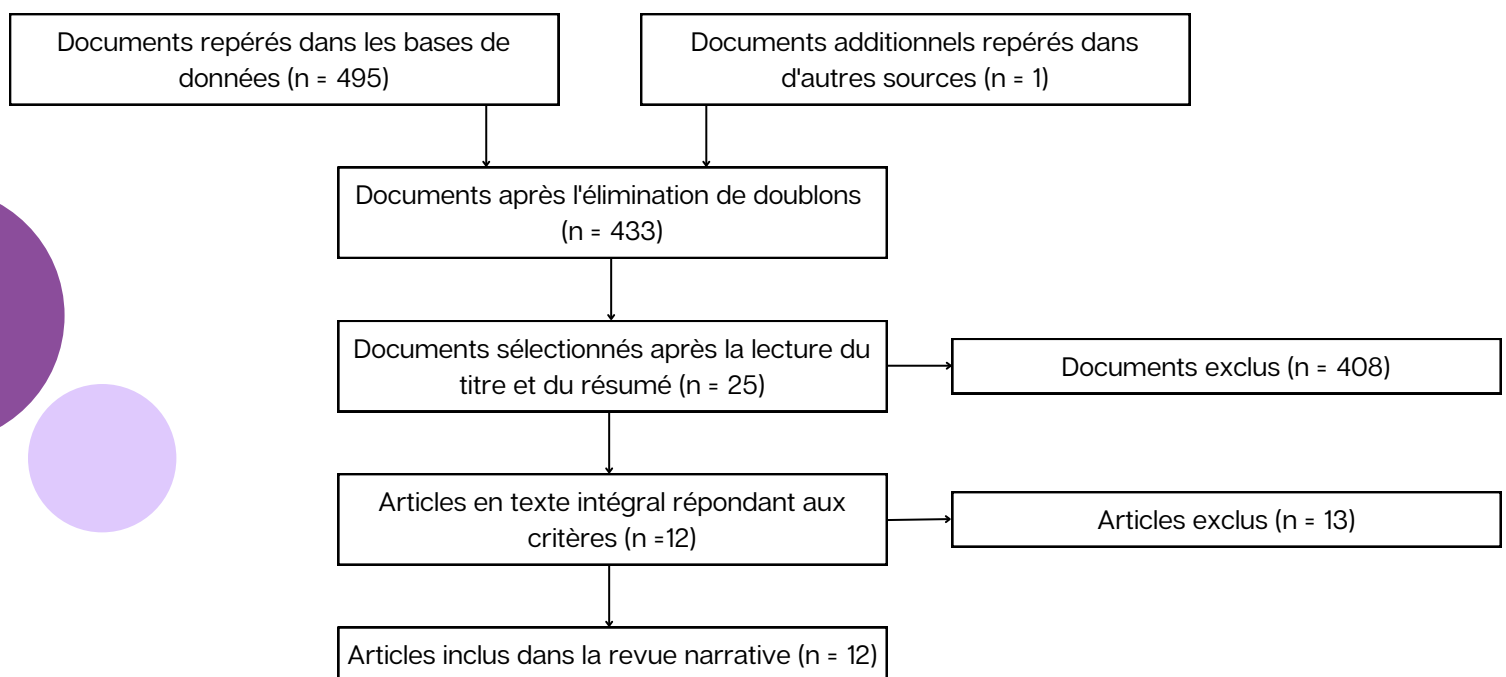 Documents repérés dans les bases de
données (n = 495)
Documents additionnels repérés dans
d'autres sources (n = 1)
Documents après l'élimination de doublons
(n = 433)
Documents sélectionnés après la lecture du
titre et du résumé (n = 25)
Documents exclus (n = 408)
Articles en texte intégral répondant aux
critères (n =12)
Articles exclus (n = 13)
Articles inclus dans la revue narrative (n = 12)